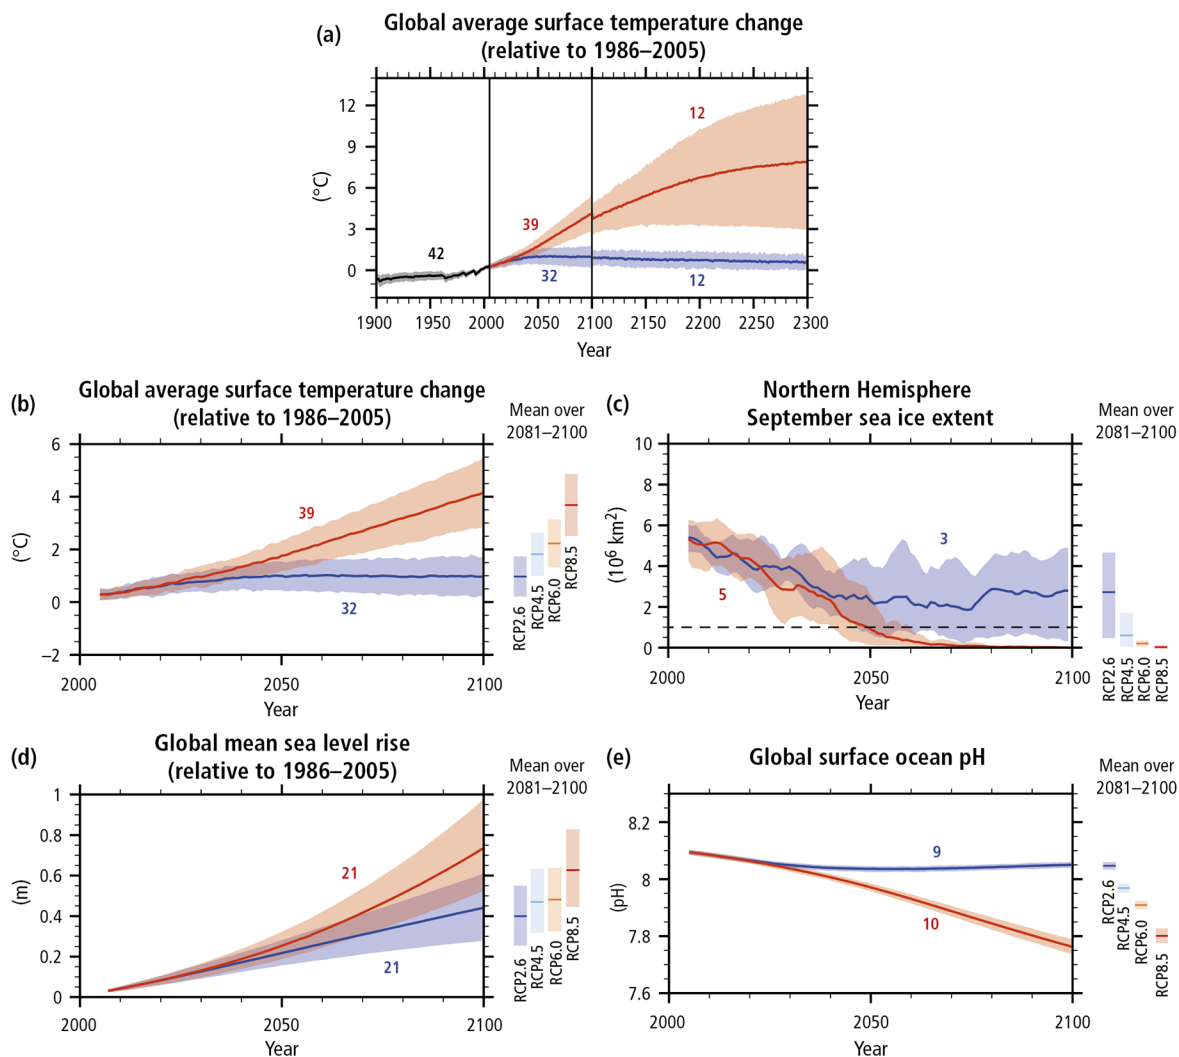 (a)
Global average surface temperature change
(relative to 1986–2005)
12
9
6
3
0
(°C)
42
39
32
12
12
1900 1950 2000 2050 2100 2150 2200 2250 2300
Year
(b)
Global average surface temperature change
(relative to 1986–2005)
Mean over
2081–2100
6
4
2
0
–2
(°C)
39
32
2000 2050 2100
Year
RCP2.6
RCP4.5
RCP6.0
RCP8.5
(c)
Northern Hemisphere
September sea ice extent
Mean over
2081–2100
10
8
6
4
2
0
(10⁶ km²)
3
5
2000 2050 2100
Year
RCP2.6
RCP4.5
RCP6.0
RCP8.5
(d)
Global mean sea level rise
(relative to 1986–2005)
Mean over
2081–2100
1
0.8
0.6
0.4
0.2
0
(m)
21
21
2000 2050 2100
Year
RCP2.6
RCP4.5
RCP6.0
RCP8.5
(e)
Global surface ocean pH
Mean over
2081–2100
8.2
8
7.8
7.6
(pH)
9
10
2000 2050 2100
Year
RCP2.6
RCP4.5
RCP6.0
RCP8.5